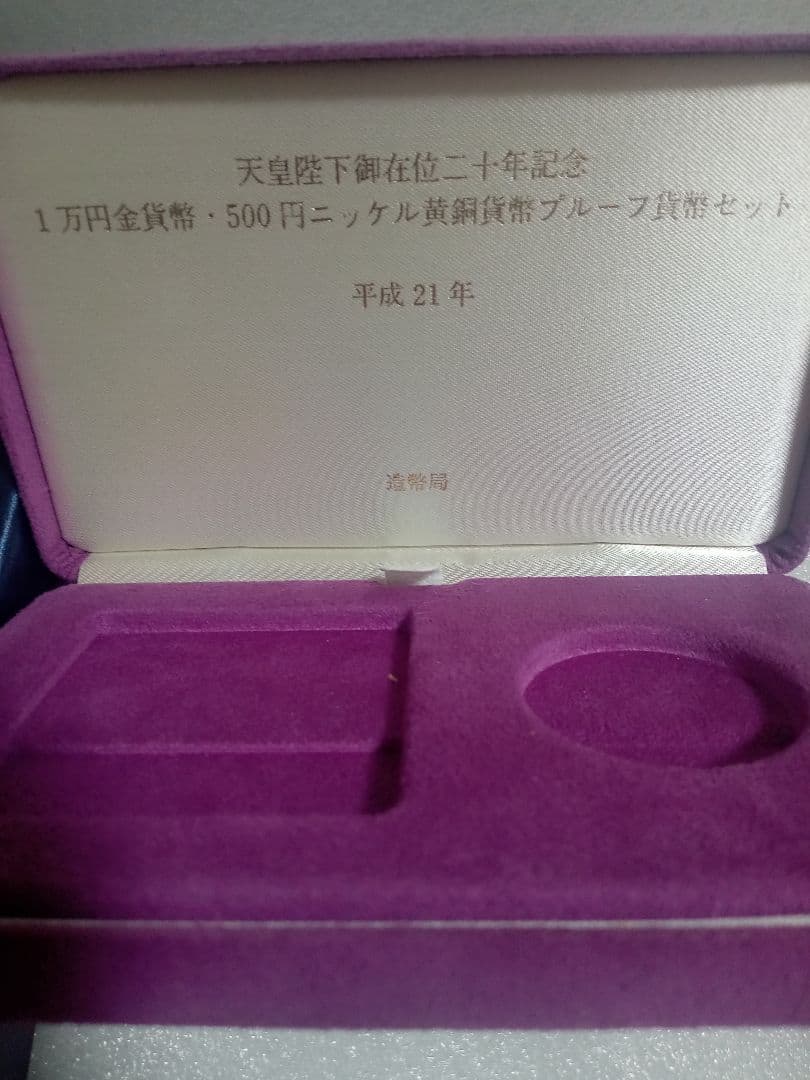 天皇陛下御在位二十年記念
1万円金貨幣・500円ニッケル黄銅貨幣プルーフ貨幣セット
平成21年
造幣局